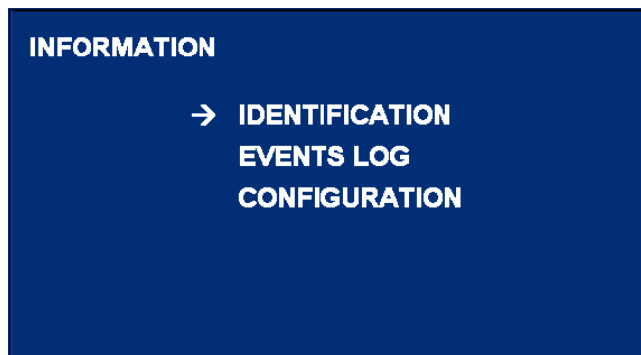 INFORMATION
→ IDENTIFICATION
EVENTS LOG
CONFIGURATION